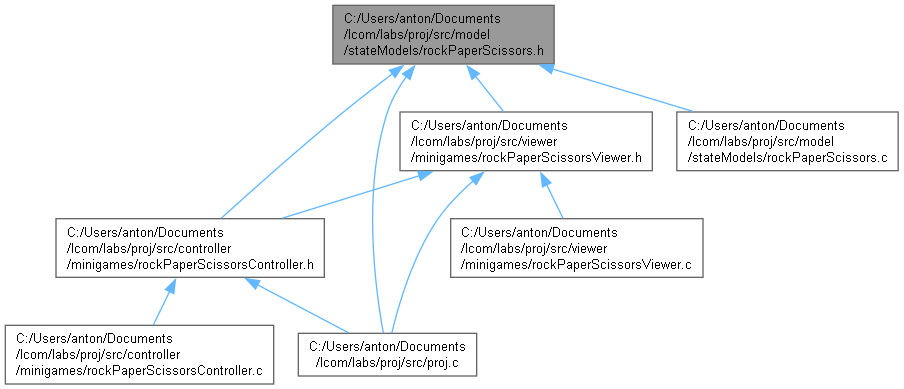 C:/Users/anton/Documents
/lcom/labs/proj/src/model
/stateModels/rockPaperScissors.h
C:/Users/anton/Documents
/lcom/labs/proj/src/viewer
/minigames/rockPaperScissorsViewer.h
C:/Users/anton/Documents
/lcom/labs/proj/src/model
/stateModels/rockPaperScissors.c
C:/Users/anton/Documents
/lcom/labs/proj/src/controller
/minigames/rockPaperScissorsController.h
C:/Users/anton/Documents
/lcom/labs/proj/src/viewer
/minigames/rockPaperScissorsViewer.c
C:/Users/anton/Documents
/lcom/labs/proj/src/controller
/minigames/rockPaperScissorsController.c
C:/Users/anton/Documents
/lcom/labs/proj/src/proj.c